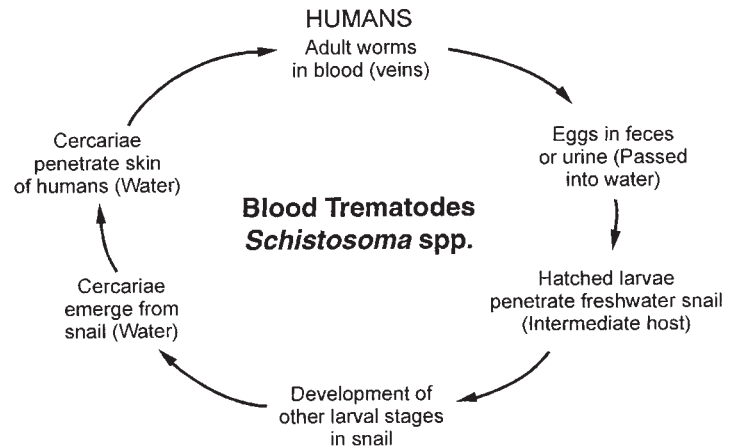 HUMANS
Adult worms
in blood (veins)
Eggs in feces
or urine (Passed
into water)
Hatched larvae
penetrate freshwater snail
(Intermediate host)
Development of
other larval stages
in snail
Cercariae
emerge from
snail (Water)
Cercariae
penetrate skin
of humans (Water)
Blood Trematodes
Schistosoma spp.